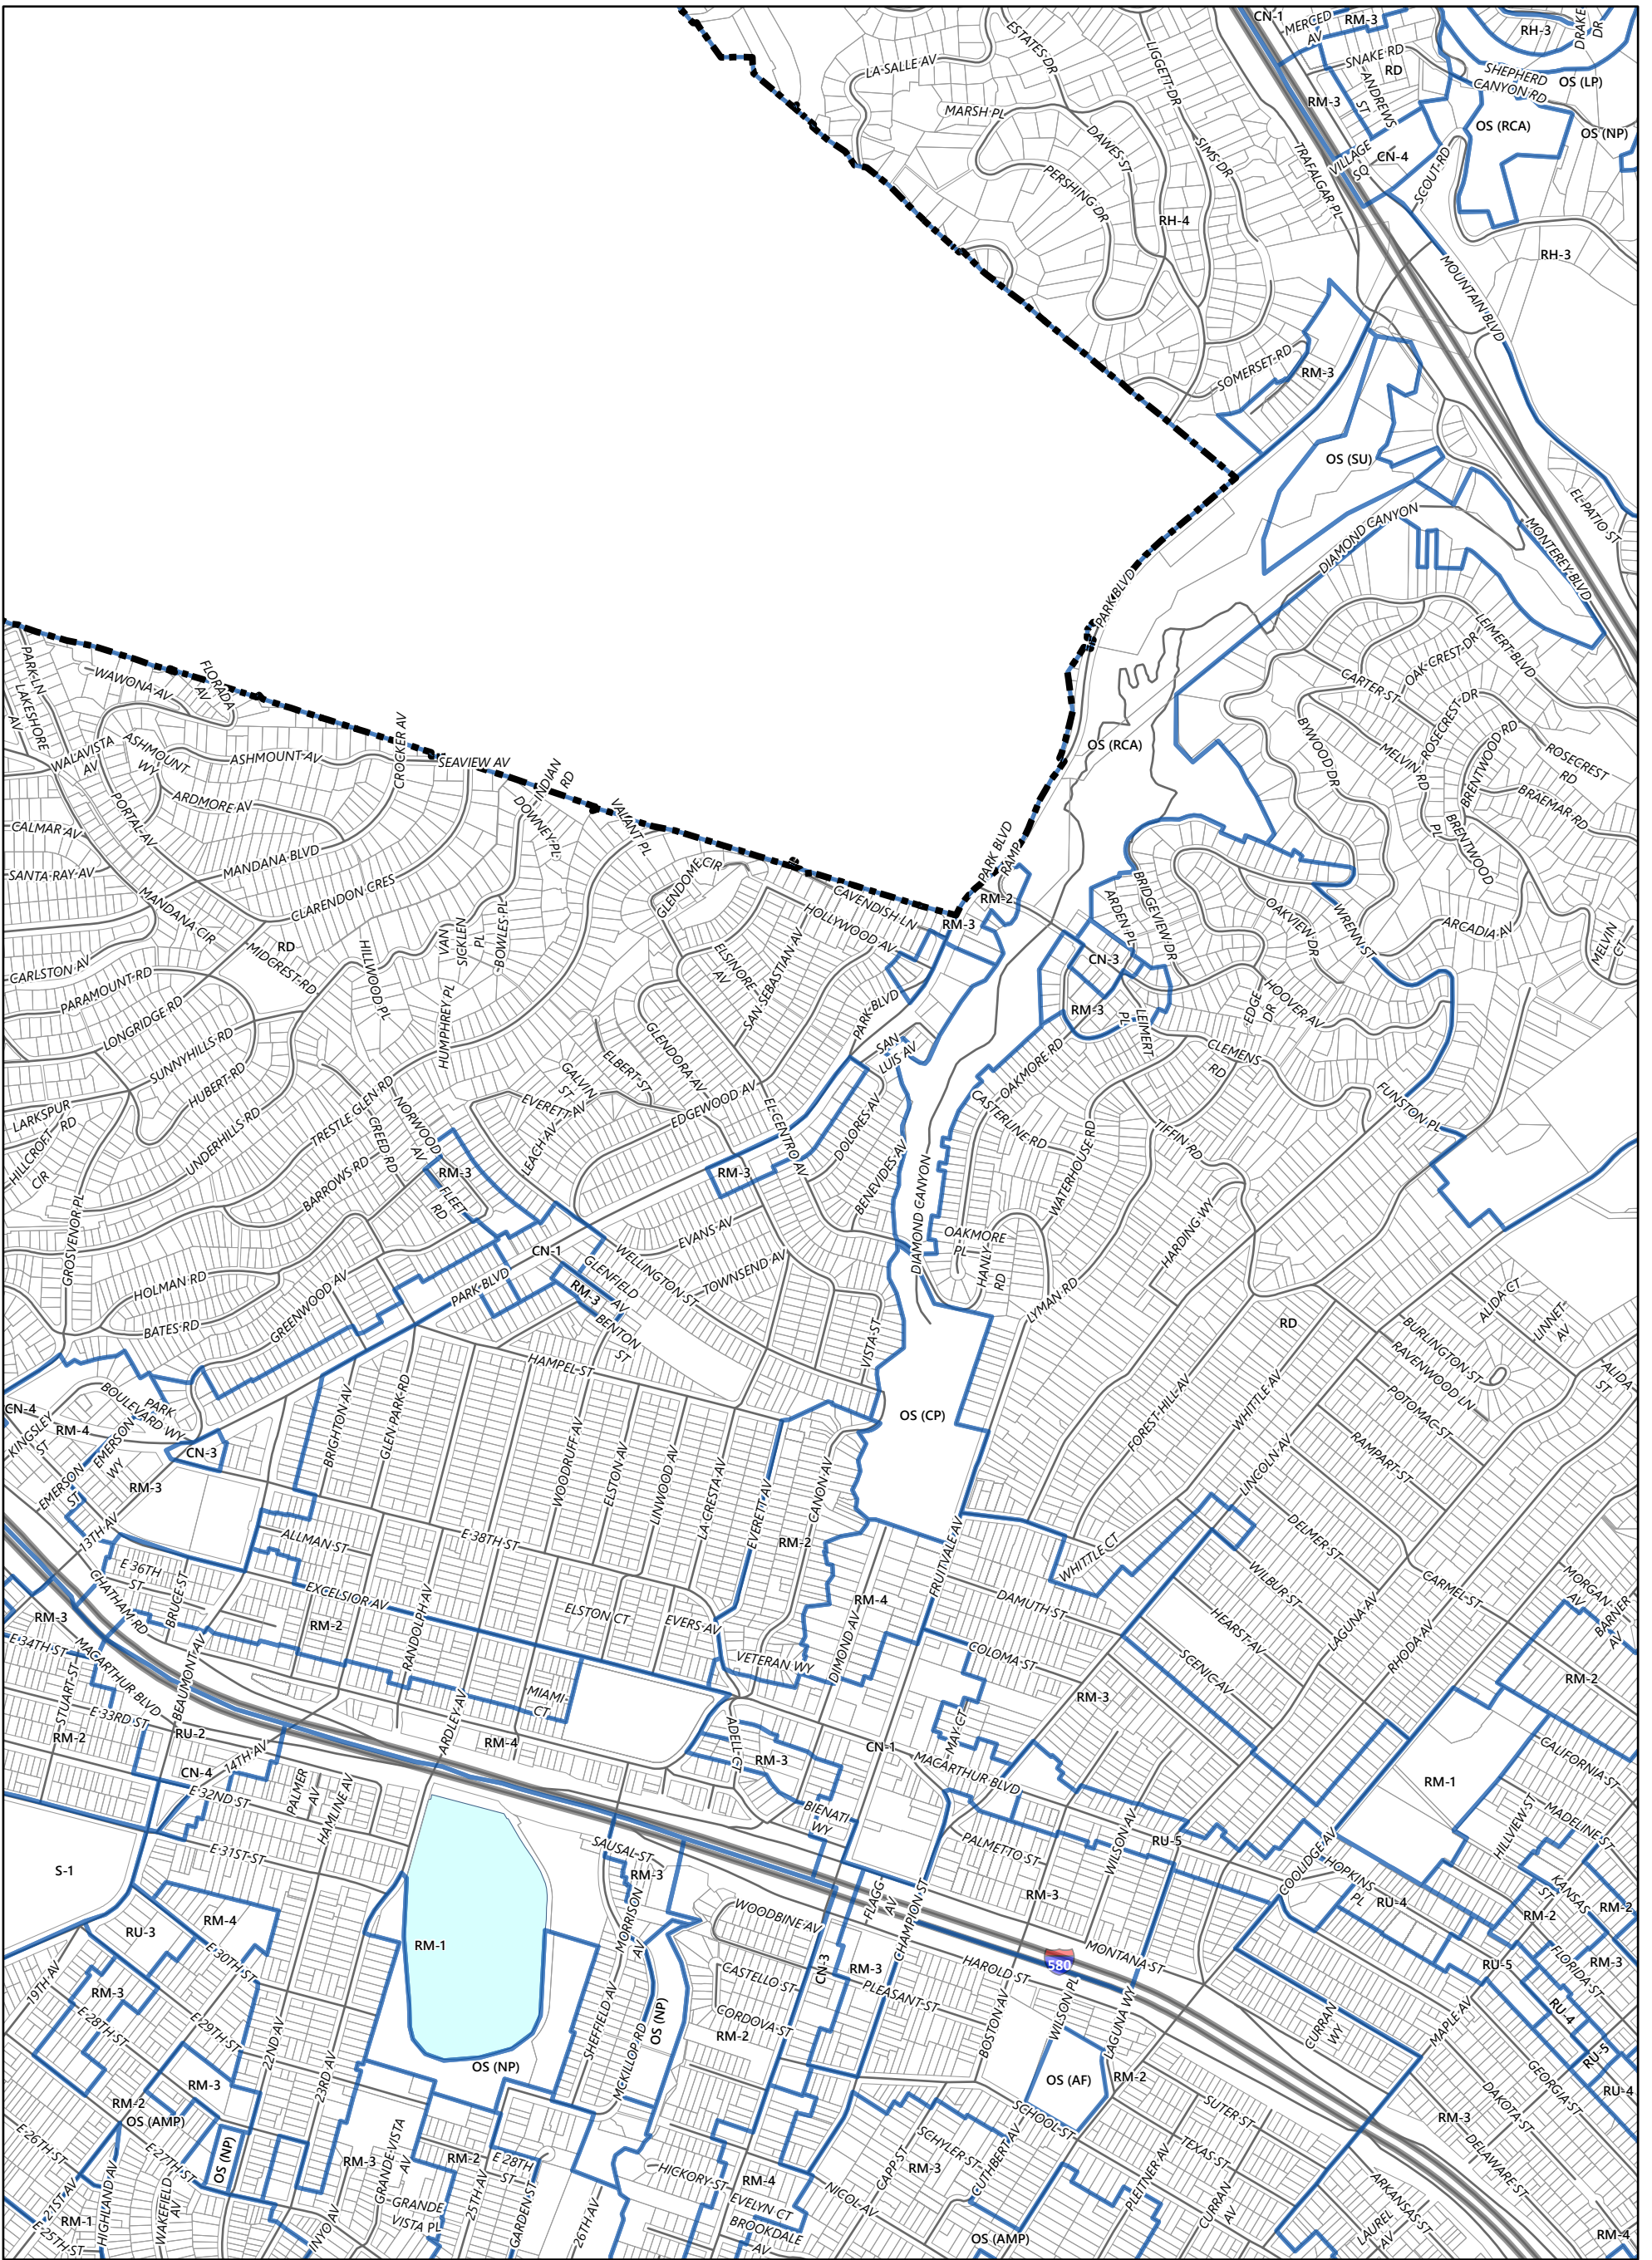 CN-1
MERCED
AV
RM-3
RH-3
DRAKE
DR
ESTATES DR
LA SALLE AV
LIGGETT DR
SNAKE RD
RD
SHEPHERD
CANYON RD
OS (LP)
RM-3
ANDREWS
ST
MARSH PL
DAWES ST
SIMS DR
OS (RCA)
OS (NP)
TRAFALGAR PL
VILLAGE
SQ
CN-4
SCOUT RD
PERSHING DR
RH-4
RH-3
MOUNTAIN BLVD
SOMERSET RD
RM-3
OS (SU)
EL PATIO ST
DIAMOND CANYON
MONTEREY BLVD
PARK BLVD
LEIMERT BLVD
PARK LN
LAKESHORE
AV
WAWONA AV
FLORADA
AV
OAK CREST DR
CARTER ST
ROSECREST DR
BYWOOD DR
MELVIN RD
BRENTWOOD RD
ROSECREST
RD
OS (RCA)
WALAVISTA
AV
ASHMOUNT
WY
ASHMOUNT AV
CROCKER AV
SEAVIEW AV
INDIAN
RD
ARDMORE AV
PORTAL AV
DOWNEY PL
VALANT PL
BRAEMAR RD
BRENTWOOD
PL
CALMAR AV
MANDANA BLVD
SANTA RAY AV
CLARENDON CRES
GLENDOME CIR
PARK BLVD
RAMP
CAVENDISH LN
HOLLYWOOD AV
RM-2
RM-3
BRIDGEVIEW DR
ARDEN PL
OAKVIEW DR
WRENN ST
ARCADIA AV
MELVIN
CT
MANDANA CIR
MIDCREST RD
RD
HILLWOOD PL
VAN
SICKLEN
PL
BOWLES PL
ELSINORE
AV
SAN SEBASTIAN AV
CN-3
RM-3
CARLSTON AV
PARAMOUNT RD
LONGRIDGE RD
SUNNYHILLS RD
HUMPHREY PL
PARK BLVD
SAN
LUIS AV
LEIMERT
PL
EDGE
DR
HOOVER AV
CLEMENS
RD
GLENDORA AV
ELBERT ST
GALVIN
ST
EVERETT AV
EDGEWOOD AV
EL CENTRO AV
OAKMORE RD
CASTERLINE RD
FUNSTON PL
LARKSPUR
RD
HILLCROFT
CIR
HUBERT RD
UNDERHILLS RD
TRESTLE GLEN RD
NORWOOD
AV
CREED RD
LEACH AV
DOLORES AV
BENEVIDES AV
WATERHOUSE RD
TIFFIN RD
BARROWS RD
RM-3
FLEET
RD
RM-3
DIAMOND CANYON
OAKMORE
PL
HANLY
RD
HARDING WY
GROSVENOR PL
HOLMAN RD
CN-1
EVANS AV
TOWNSEND AV
WELLINGTON ST
GLENFIELD
AV
RM-3
BENTON
ST
PARK BLVD
BATES RD
GREENWOOD AV
LYMAN RD
RD
ALIDA CT
LINNET
AV
BURLINGTON ST
RAVENWOOD LN
ALIDA
ST
VISTA ST
HAMPEL ST
PARK
BOULEVARD WY
CN-4
RM-4
KINGSLEY
ST
EMERSON
WY
CN-3
BRIGHTON AV
GLEN PARK RD
OS (CP)
POTOMAC ST
WHITTLE AV
FOREST HILL AV
RAMPART ST
LINCOLN AV
EMERSON
ST
RM-3
WOODRUFF AV
ELSTON AV
LINWOOD AV
LA CRESTA AV
EVERETT AV
CANON AV
RM-2
13TH AV
ALLMAN ST
E 38TH ST
DELMER ST
WHITTLE CT
FRUITVALE AV
E 36TH
ST
CHATHAM RD
BRUCE ST
EXCELSIOR AV
RM-2
RANDOLPH AV
ELSTON CT
EVERS AV
RM-4
DAMUTH ST
WILBUR ST
CARMEL ST
MORGAN
AV
BARNER
AV
HEARST AV
LAGUNA AV
RHODA AV
RM-3
E 34TH ST
MACARTHUR BLVD
VETERAN WY
DIMOND AV
COLOMA ST
SCENIC AV
RM-2
STUART ST
E 33RD ST
BEAUMONT AV
MIAMI
CT
RM-3
MAY CT
RM-2
RU-2
ARDLEY AV
RM-4
ADELL CT
RM-3
CN-1
MACARTHUR BLVD
CALIFORNIA ST
14TH AV
CN-4
E 32ND ST
PALMER
AV
HAMLINE AV
RM-1
HILLVIEW ST
MADELINE ST
BIENATI
WY
PALMETTO ST
WILSON AV
RU-5
COOLIDGE AV
E 31ST ST
S-1
SAUSAL ST
RM-3
HOPKINS
PL
RU-4
KANSAS
ST
RM-2
RM-2
RU-3
RM-4
RM-1
MORRISON
AV
WOODBINE AV
FLAGG
AV
CHAMPION ST
RM-3
580
MONTANA ST
FLORIDA ST
RM-3
E 30TH ST
CASTELLO ST
CN-3
RM-3
HAROLD ST
RU-5
19TH AV
RM-3
E 29TH ST
E 28TH ST
22ND AV
23RD AV
SHEFFIELD AV
OS (NP)
MCKILLOP RD
CORDOVA ST
RM-2
PLEASANT ST
BOSTON AV
WILSON PL
LAGUNA WY
CURRAN
WY
MAPLE AV
RU-4
RU-5
RU-4
OS (NP)
RM-3
OS (AF)
RM-2
GEORGIA ST
DAKOTA ST
RM-2
OS (AMP)
SCHOOL ST
SUTER ST
RM-3
E 26TH ST
E 27TH ST
OS (NP)
RM-3
GRANDE VISTA
AV
RM-2
E 28TH
ST
SCHYLER ST
TEXAS ST
DELAWARE ST
21ST AV
RM-1
E 25TH ST
HIGHLAND AV
WAKEFIELD
AV
INYO AV
GRANDE
VISTA PL
25TH AV
GARDEN ST
26TH AV
HICKORY ST
RM-4
EVELYN CT
BROOKDALE
AV
NICOL AV
CAPP ST
RM-3
CUTHBERT AV
OS (AMP)
PLEITNER AV
CURRAN
AV
ARKANSAS ST
LAUREL
AV
RM-4